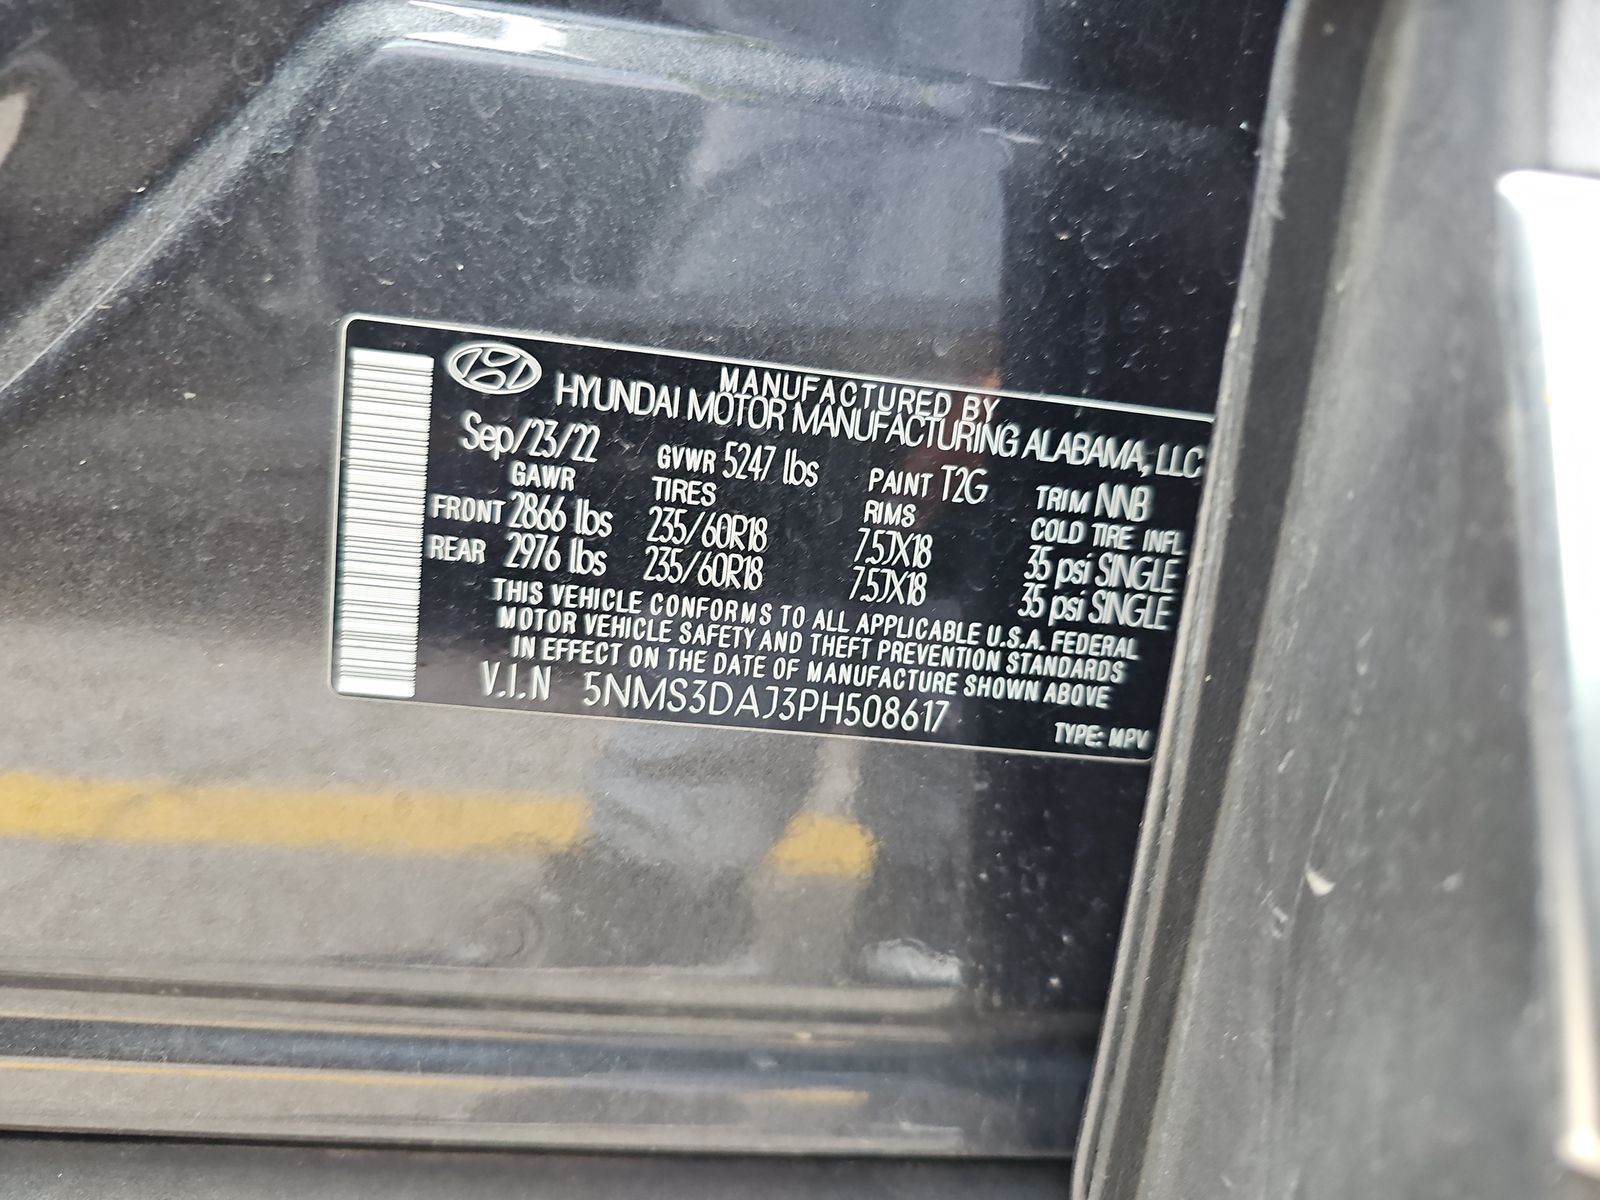 MANUFACTURED BY
HYUNDAI MOTOR MANUFACTURING ALABAMA, LLC
Sep/23/22 GVWR 5247 lbs PAINT T2G TRIM NNB
GAWR TIRES RIMS COLD TIRE INFL
FRONT 2866 lbs 235/60R18 7.5JX18 35 psi SINGLE
REAR 2976 lbs 235/60R18 7.5JX18 35 psi SINGLE
THIS VEHICLE CONFORMS TO ALL APPLICABLE U.S.A. FEDERAL
MOTOR VEHICLE SAFETY AND THEFT PREVENTION STANDARDS
IN EFFECT ON THE DATE OF MANUFACTURE SHOWN ABOVE
V.I.N 5NMS3DAJ3PH508617
TYPE: MPV